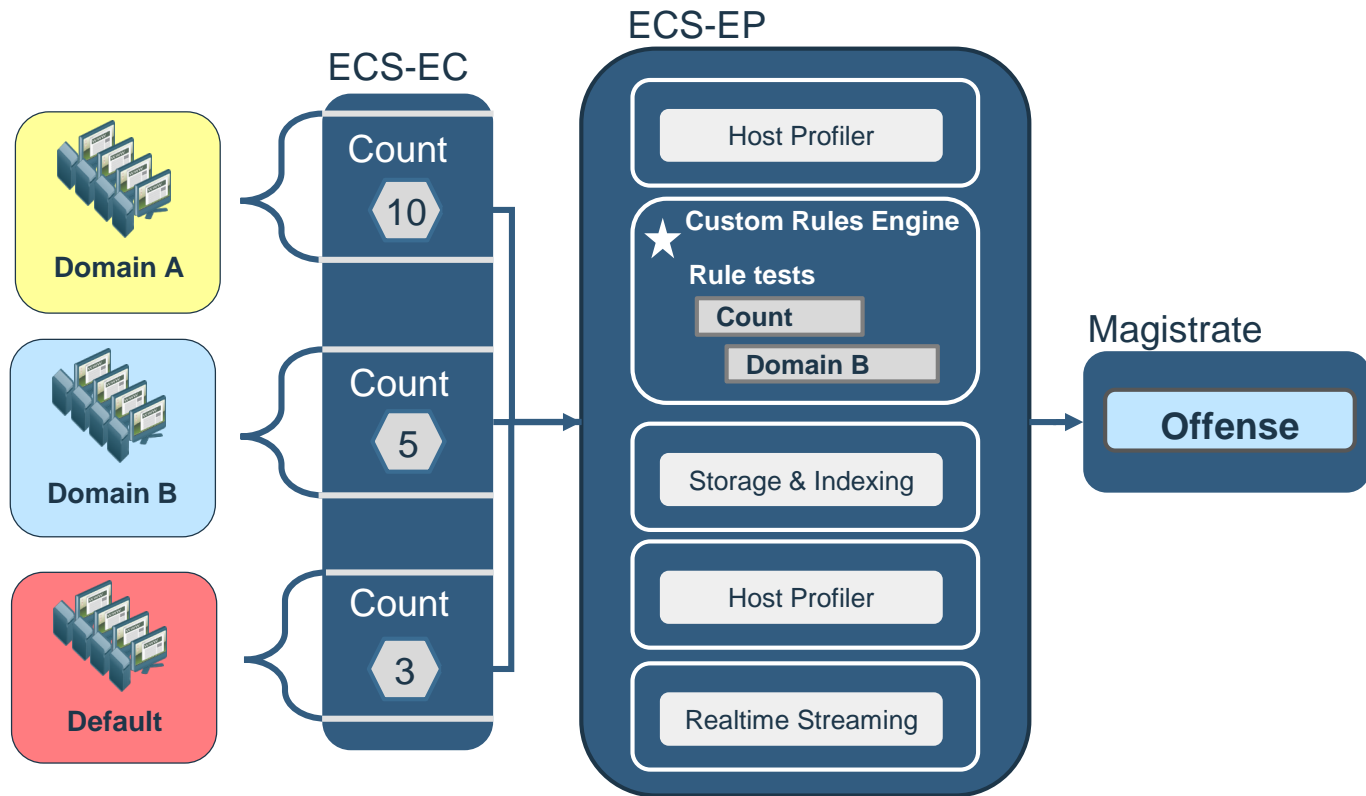 ECS-EP
ECS-EC
Domain A
Domain B
Default
Count
10
Count
5
Count
3
Host Profiler
Custom Rules Engine
Rule tests
Count
Domain B
Storage & Indexing
Host Profiler
Realtime Streaming
Magistrate
Offense